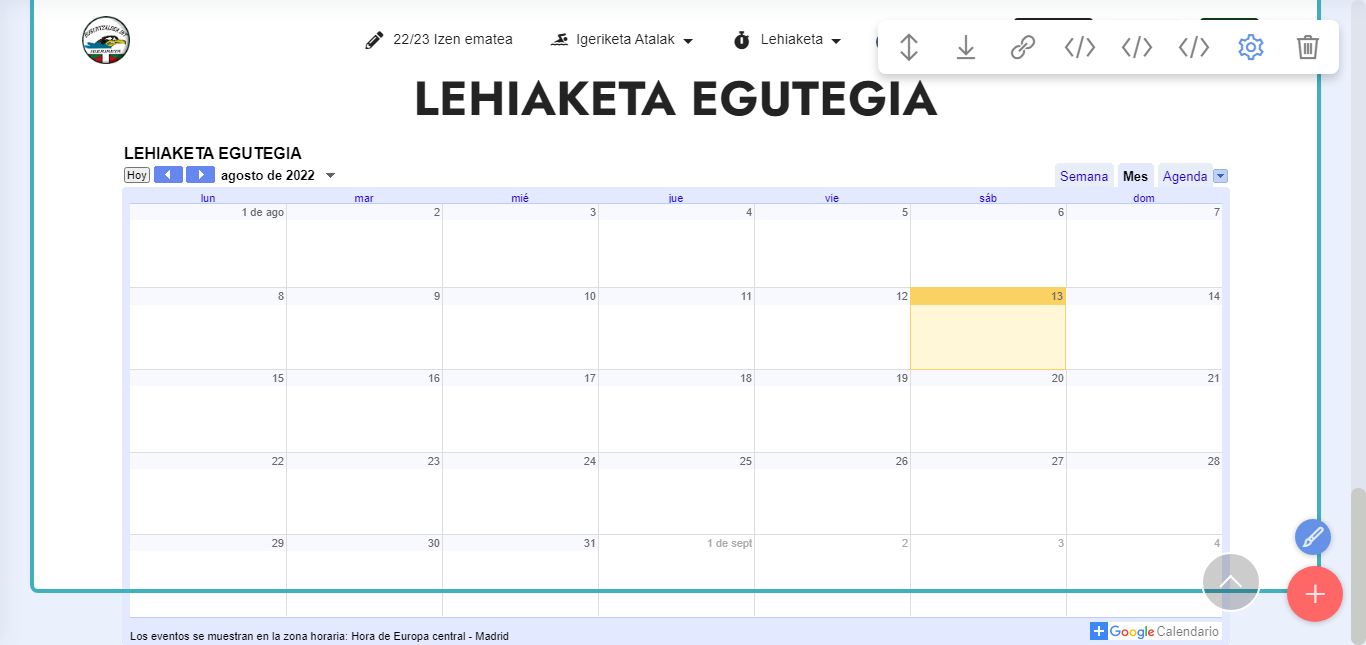 22/23 Izen ematea Igeriketa Atalak Lehiaketa
LEHIAKETA EGUTEGIA
LEHIAKETA EGUTEGIA
Hoy agosto de 2022 Semana Mes Agenda
lun mar mié jue vie sáb dom
1 de ago 2 3 4 5 6 7
8 9 10 11 12 13 14
15 16 17 18 19 20 21
22 23 24 25 26 27 28
29 30 31 1 de sept 2 3 4
Los eventos se muestran en la zona horaria: Hora de Europa central - Madrid
Google Calendario